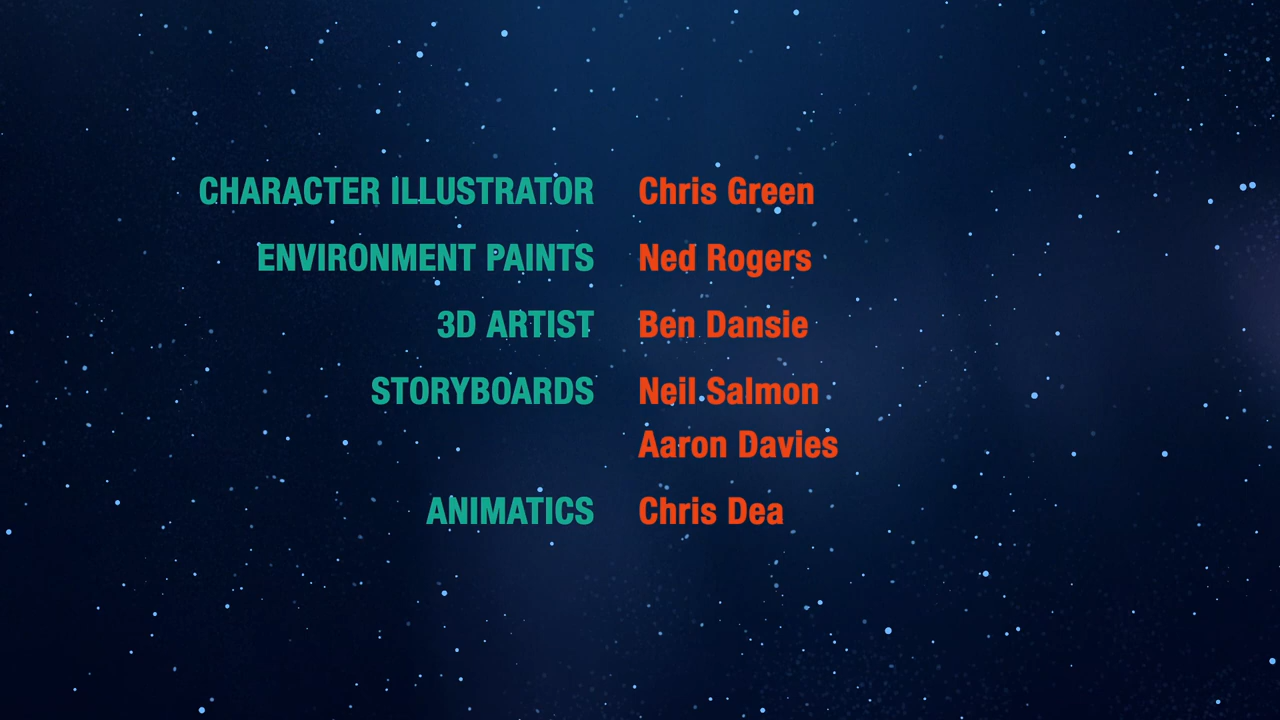 CHARACTER ILLUSTRATOR Chris Green
ENVIRONMENT PAINTS Ned Rogers
3D ARTIST Ben Dansie
STORYBOARDS Neil Salmon
Aaron Davies
ANIMATICS Chris Dea